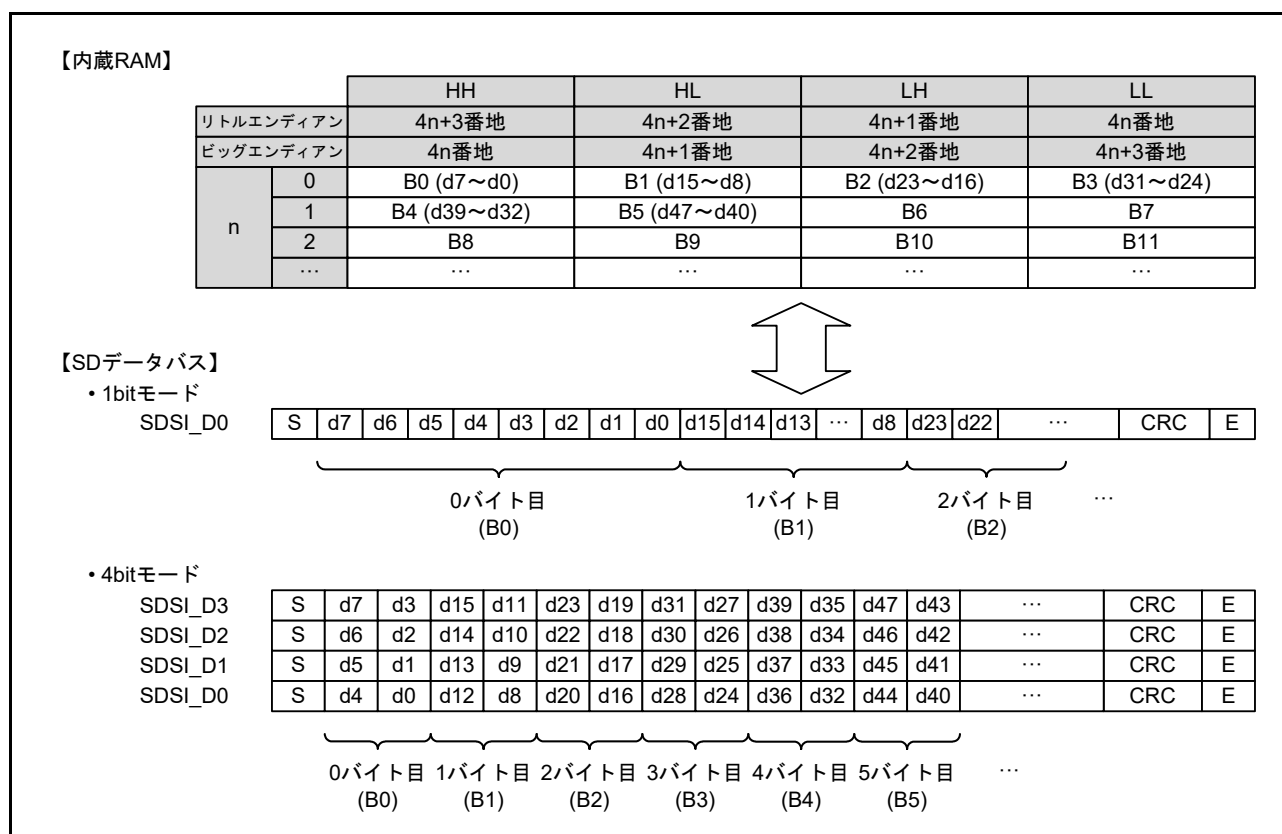 【内蔵RAM】
HH HL LH LL
リトルエンディアン 4n+3番地 4n+2番地 4n+1番地 4n番地
ビッグエンディアン 4n番地 4n+1番地 4n+2番地 4n+3番地
n 0 B0 (d7～d0) B1 (d15～d8) B2 (d23～d16) B3 (d31～d24)
1 B4 (d39～d32) B5 (d47～d40) B6 B7
2 B8 B9 B10 B11
… … … … …
【SDデータバス】
• 1bitモード
SDSI_D0 S d7 d6 d5 d4 d3 d2 d1 d0 d15 d14 d13 … d8 d23 d22 … CRC E
0バイト目 1バイト目 2バイト目 …
(B0) (B1) (B2)
• 4bitモード
SDSI_D3 S d7 d3 d15 d11 d23 d19 d31 d27 d39 d35 d47 d43 … CRC E
SDSI_D2 S d6 d2 d14 d10 d22 d18 d30 d26 d38 d34 d46 d42 … CRC E
SDSI_D1 S d5 d1 d13 d9 d21 d17 d29 d25 d37 d33 d45 d41 … CRC E
SDSI_D0 S d4 d0 d12 d8 d20 d16 d28 d24 d36 d32 d44 d40 … CRC E
0バイト目 1バイト目 2バイト目 3バイト目 4バイト目 5バイト目 …
(B0) (B1) (B2) (B3) (B4) (B5)